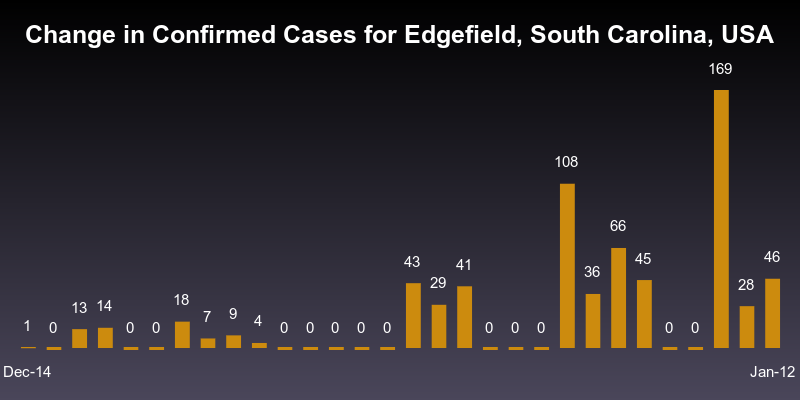 Change in Confirmed Cases for Edgefield, South Carolina, USA
1 0 13 14 0 0 18 7 9 4 0 0 0 0 0 43 29 41 0 0 0 108 36 66 45 0 0 169 28 46
Dec-14 Jan-12